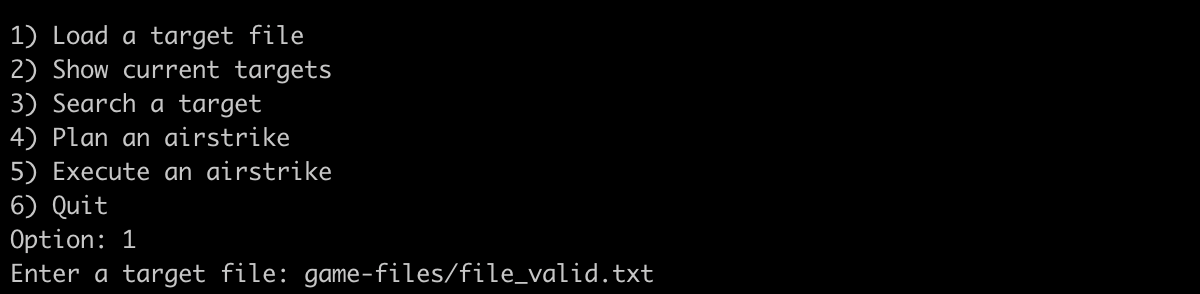 1) Load a target file
2) Show current targets
3) Search a target
4) Plan an airstrike
5) Execute an airstrike
6) Quit
Option: 1
Enter a target file: game-files/file_valid.txt